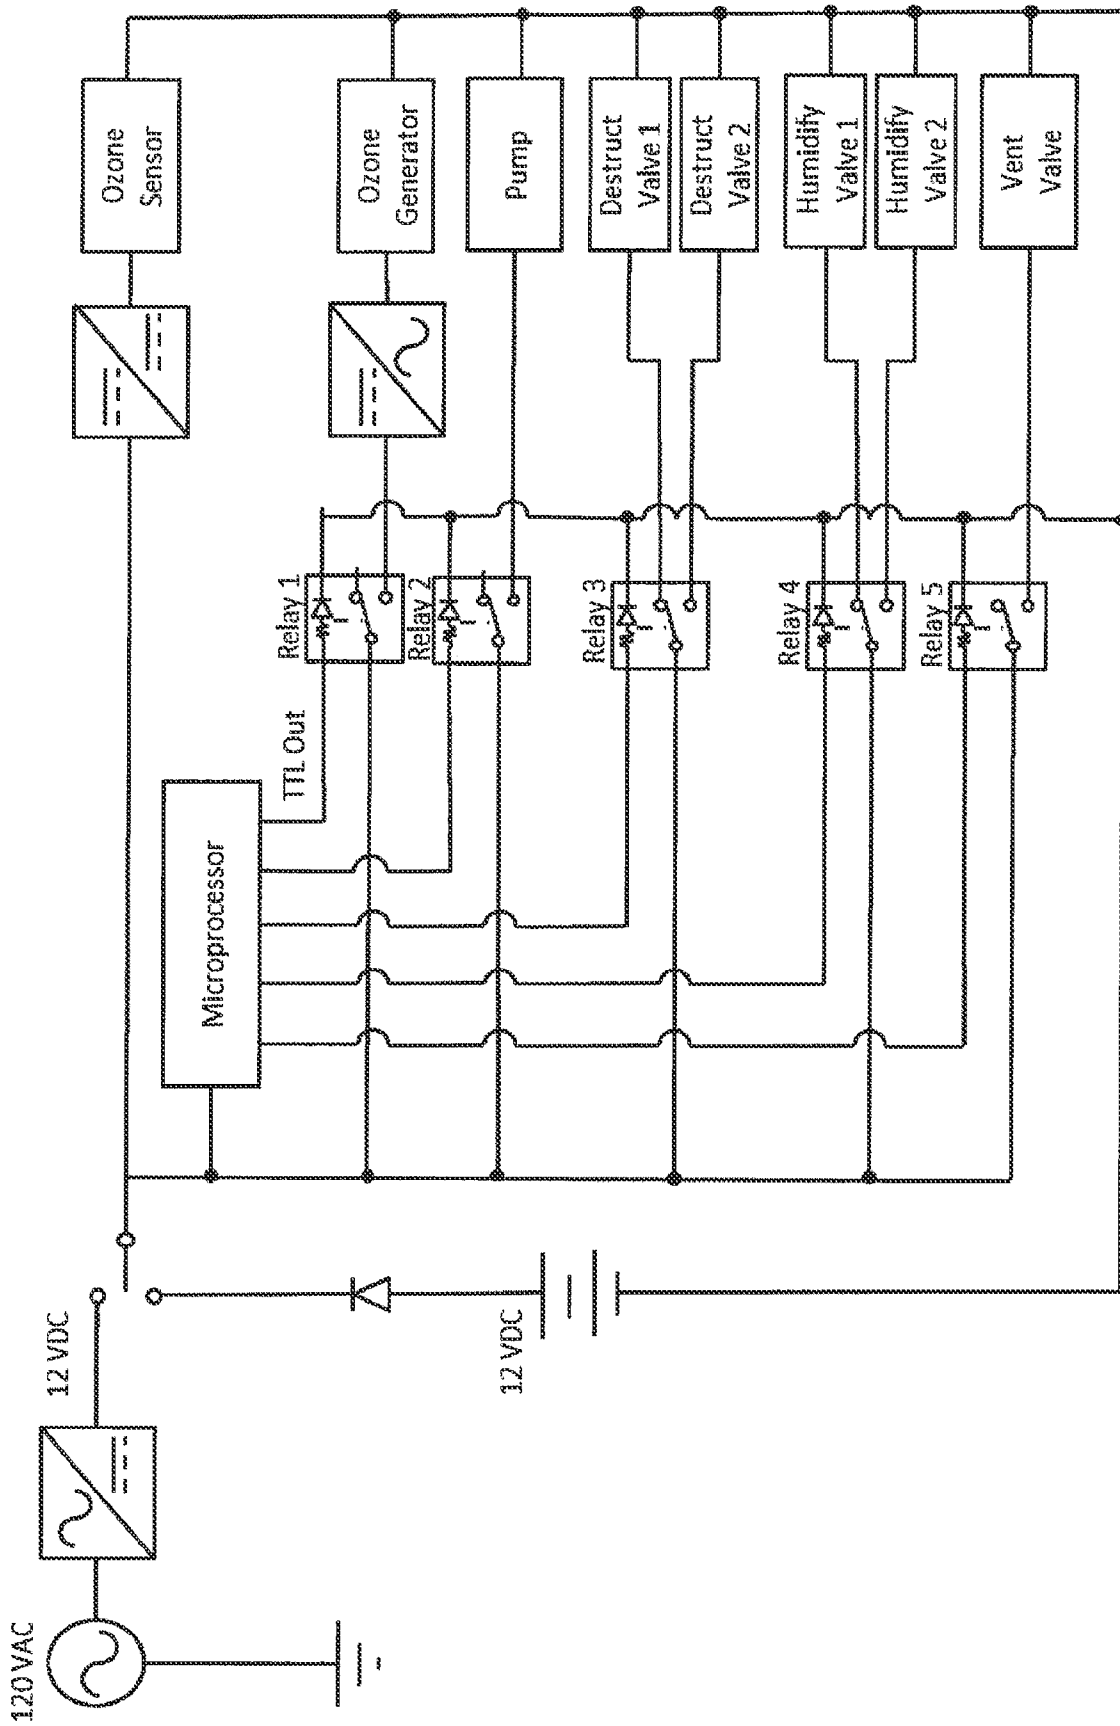 120 VAC
12 VDC
12 VDC
Microprocessor
TTL Out
Relay 1
Relay 2
Relay 3
Relay 4
Relay 5
Ozone
Sensor
Ozone
Generator
Pump
Destruct
Valve 1
Destruct
Valve 2
Humidify
Valve 1
Humidify
Valve 2
Vent
Valve